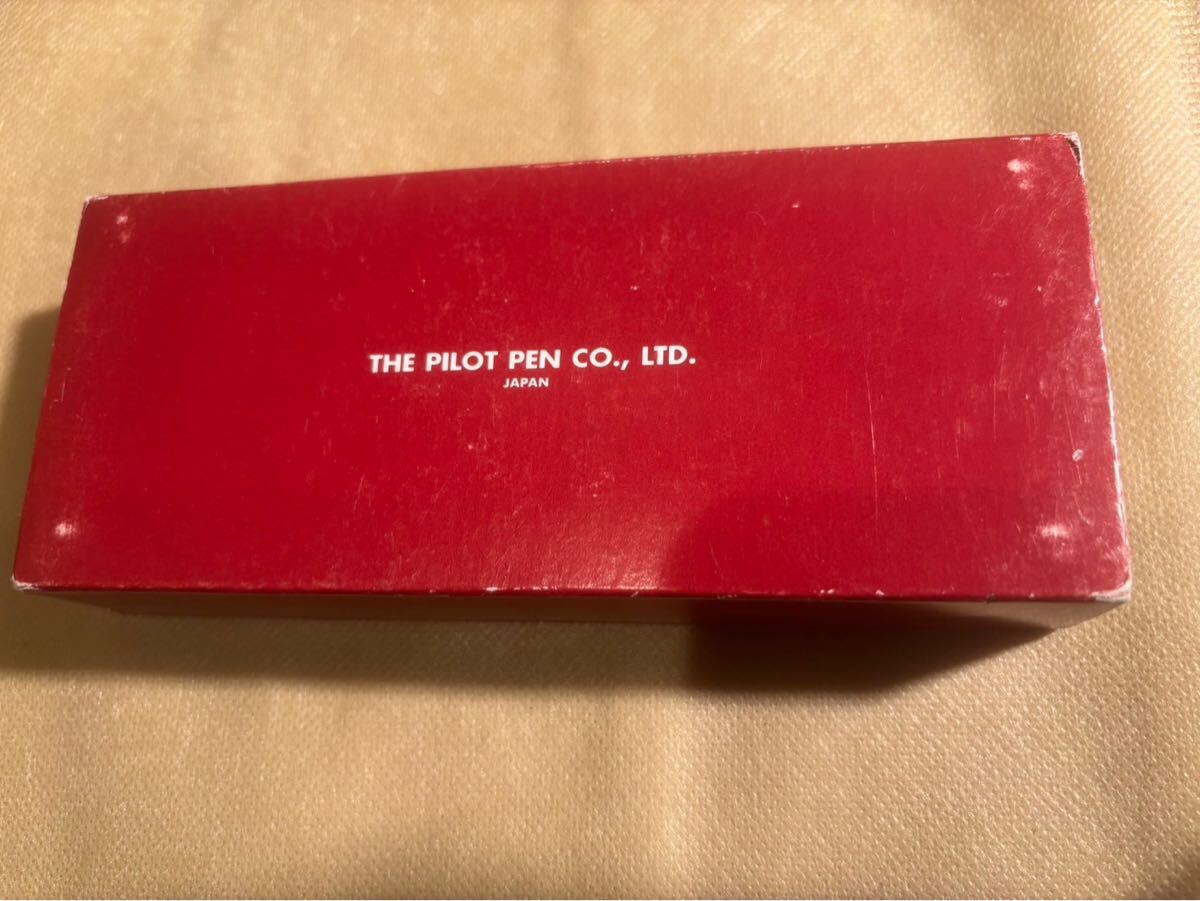 THE PILOT PEN CO., LTD.
JAPAN